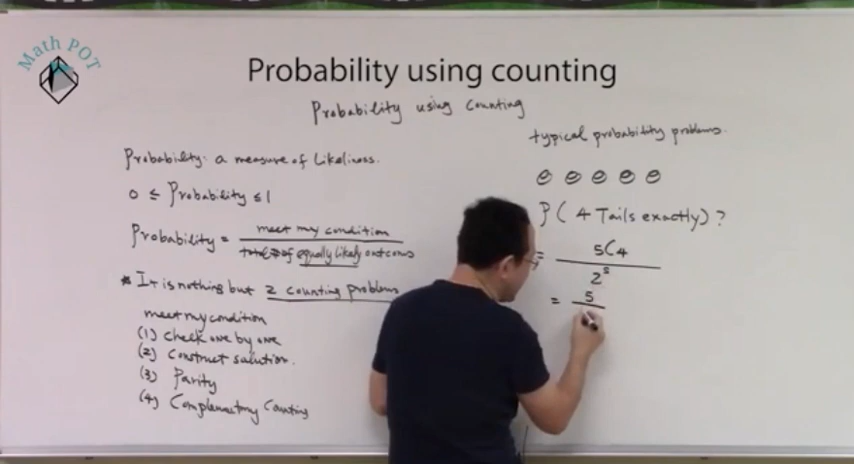 Math POT
Probability using counting
Probability using counting
typical probability problems.
Probability: a measure of Likeliness.
0 ≤ Probability ≤ 1
P( 4 Tails exactly) ?
Probability = meet my condition
equally likely outcomes
= 5C4
2^5
* It is nothing but 2 counting problems
= 5
meet my condition
(1) check one by one
(2) Construct solution.
(3) Parity
(4) Complementary Counting